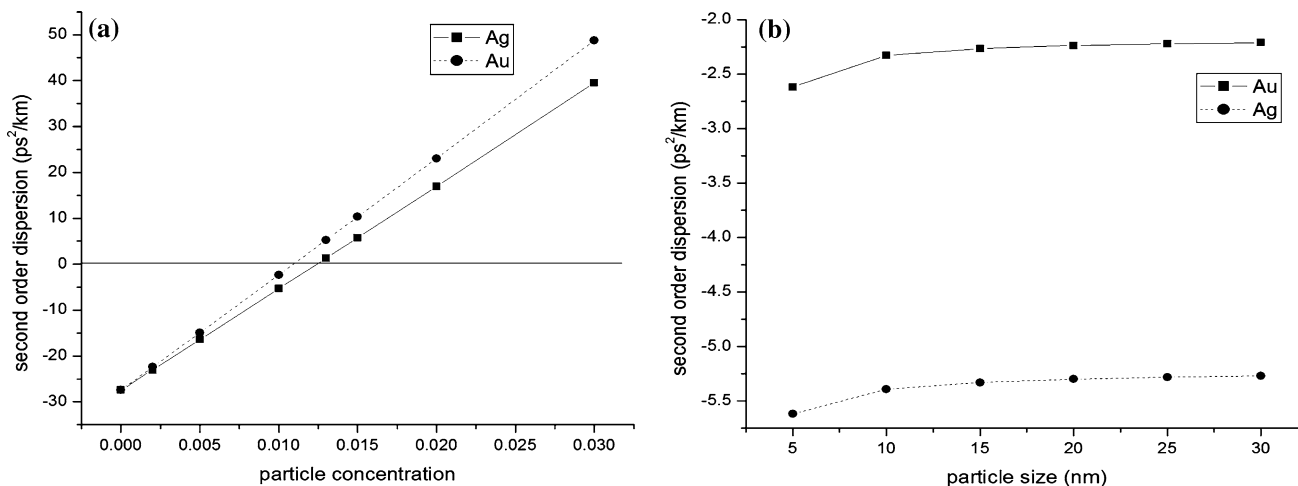 (a)
Ag
Au
50
40
30
20
10
0
-10
-20
-30
second order dispersion (ps²/km)
0.000 0.005 0.010 0.015 0.020 0.025 0.030
particle concentration
(b)
Au
Ag
-2.0
-2.5
-3.0
-3.5
-4.0
-4.5
-5.0
-5.5
second order dispersion (ps²/km)
5 10 15 20 25 30
particle size (nm)